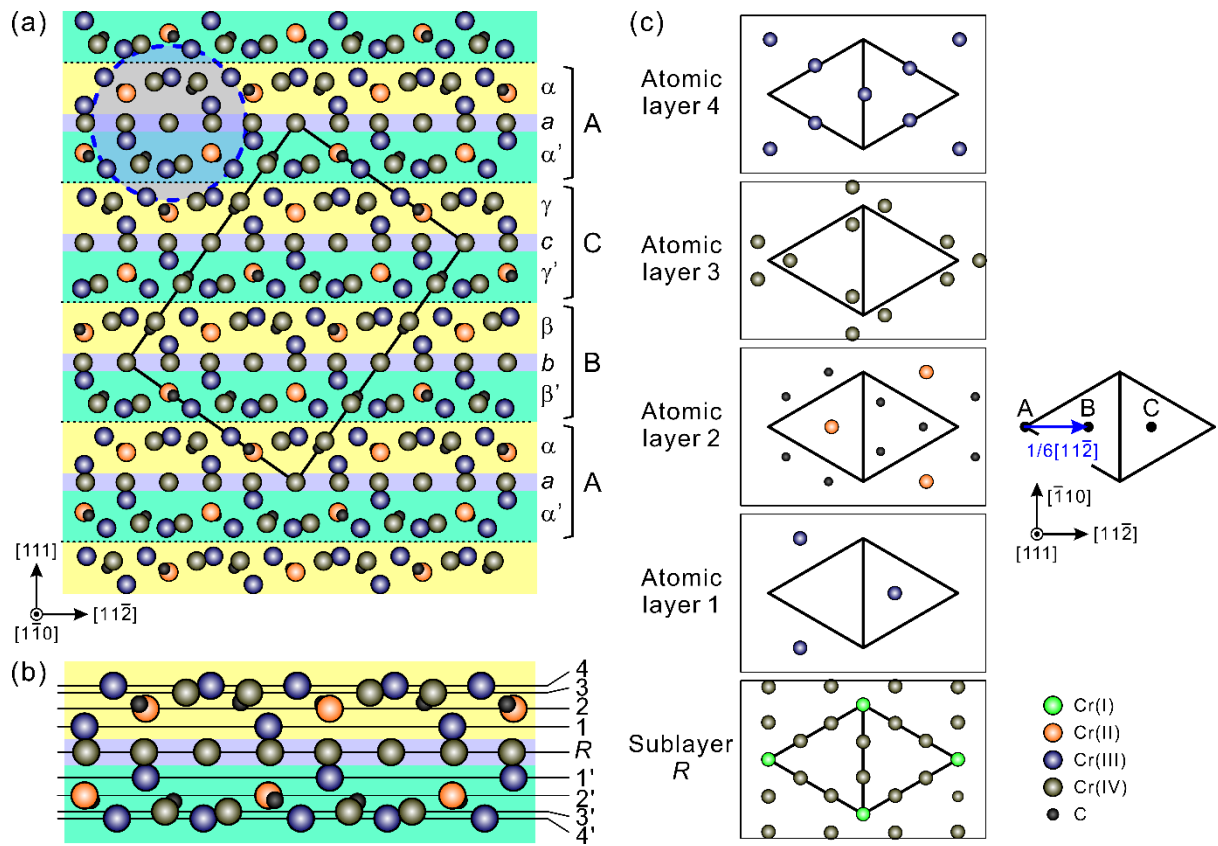 (a)
α
a
α'
A
γ
c
γ'
C
β
b
β'
B
α
a
α'
A
[111]
[11̄0]
[112̄]
(b)
4
3
2
1
R
1'
2'
3'
4'
(c)
Atomic
layer 4
Atomic
layer 3
Atomic
layer 2
Atomic
layer 1
Sublayer
R
A B C
1/6[112̄]
[1̄10]
[111]
[112̄]
Cr(I)
Cr(II)
Cr(III)
Cr(IV)
C